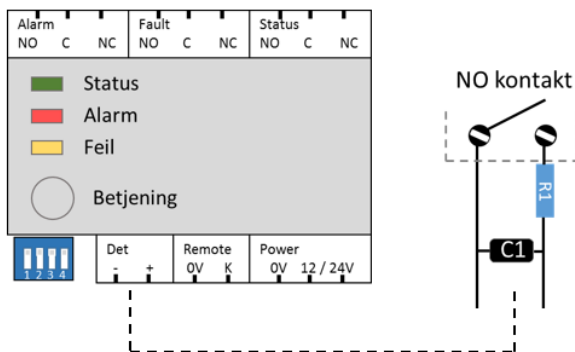 Alarm Fault Status
NO C NC NO C NC NO C NC
Status
Alarm
Feil
Betjening
NO kontakt
R1
C1
1 2 3 4
Det Remote Power
- + 0V K 0V 12 / 24V